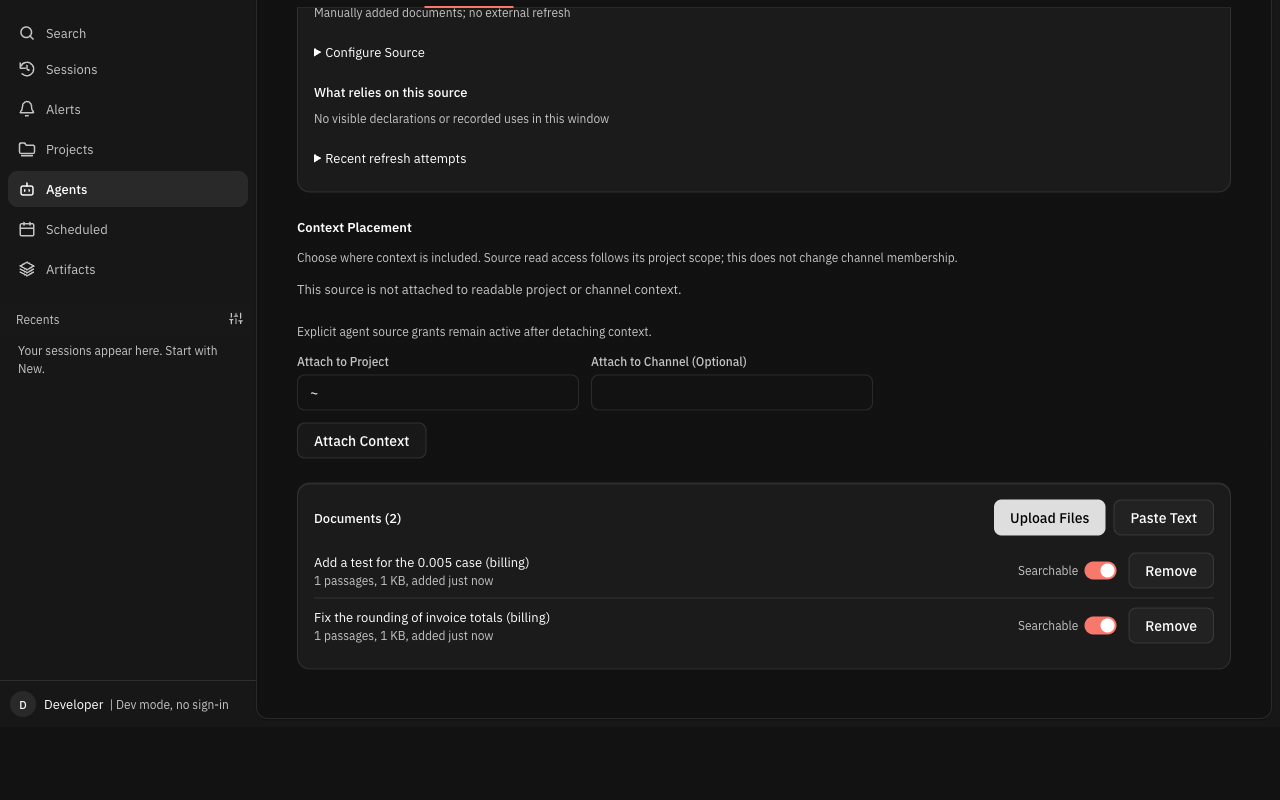 Search
Sessions
Alerts
Projects
Agents
Scheduled
Artifacts
Recents
Your sessions appear here. Start with
New.
D Developer | Dev mode, no sign-in
Manually added documents; no external refresh
Configure Source
What relies on this source
No visible declarations or recorded uses in this window
Recent refresh attempts
Context Placement
Choose where context is included. Source read access follows its project scope; this does not change channel membership.
This source is not attached to readable project or channel context.
Explicit agent source grants remain active after detaching context.
Attach to Project
~
Attach to Channel (Optional)
Attach Context
Documents (2)
Upload Files
Paste Text
Add a test for the 0.005 case (billing)
1 passages, 1 KB, added just now
Searchable
Remove
Fix the rounding of invoice totals (billing)
1 passages, 1 KB, added just now
Searchable
Remove